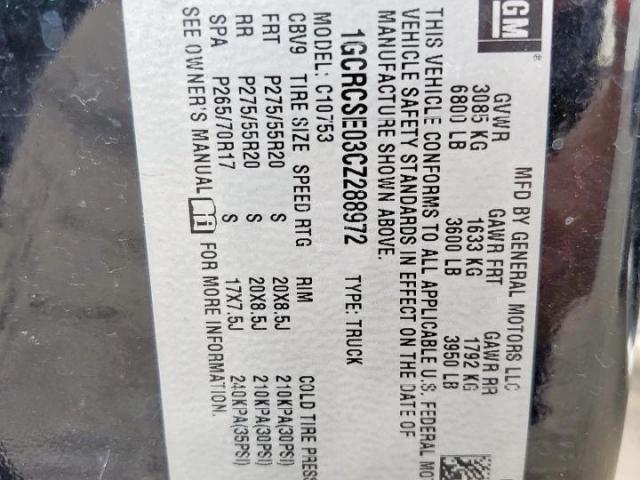 GM
MFD BY GENERAL MOTORS LLC
GVWR GAWR FRT GAWR RR
3085 KG 1633 KG 1792 KG
6800 LB 3600 LB 3950 LB
THIS VEHICLE CONFORMS TO ALL APPLICABLE U.S. FEDERAL MO
VEHICLE SAFETY STANDARDS IN EFFECT ON THE DATE OF
MANUFACTURE SHOWN ABOVE.
1GCRCSE03CZ288972 TYPE: TRUCK
MODEL: C10753
CBV9 TIRE SIZE SPEED RTG RIM COLD TIRE PRES
FRT P275/55R20 S 20X8.5J 210KPA(30PSI)
RR P275/55R20 S 20X8.5J 210KPA(30PSI)
SPA P265/70R17 S 17X7.5J 240KPA(35PSI)
SEE OWNER'S MANUAL FOR MORE INFORMATION.